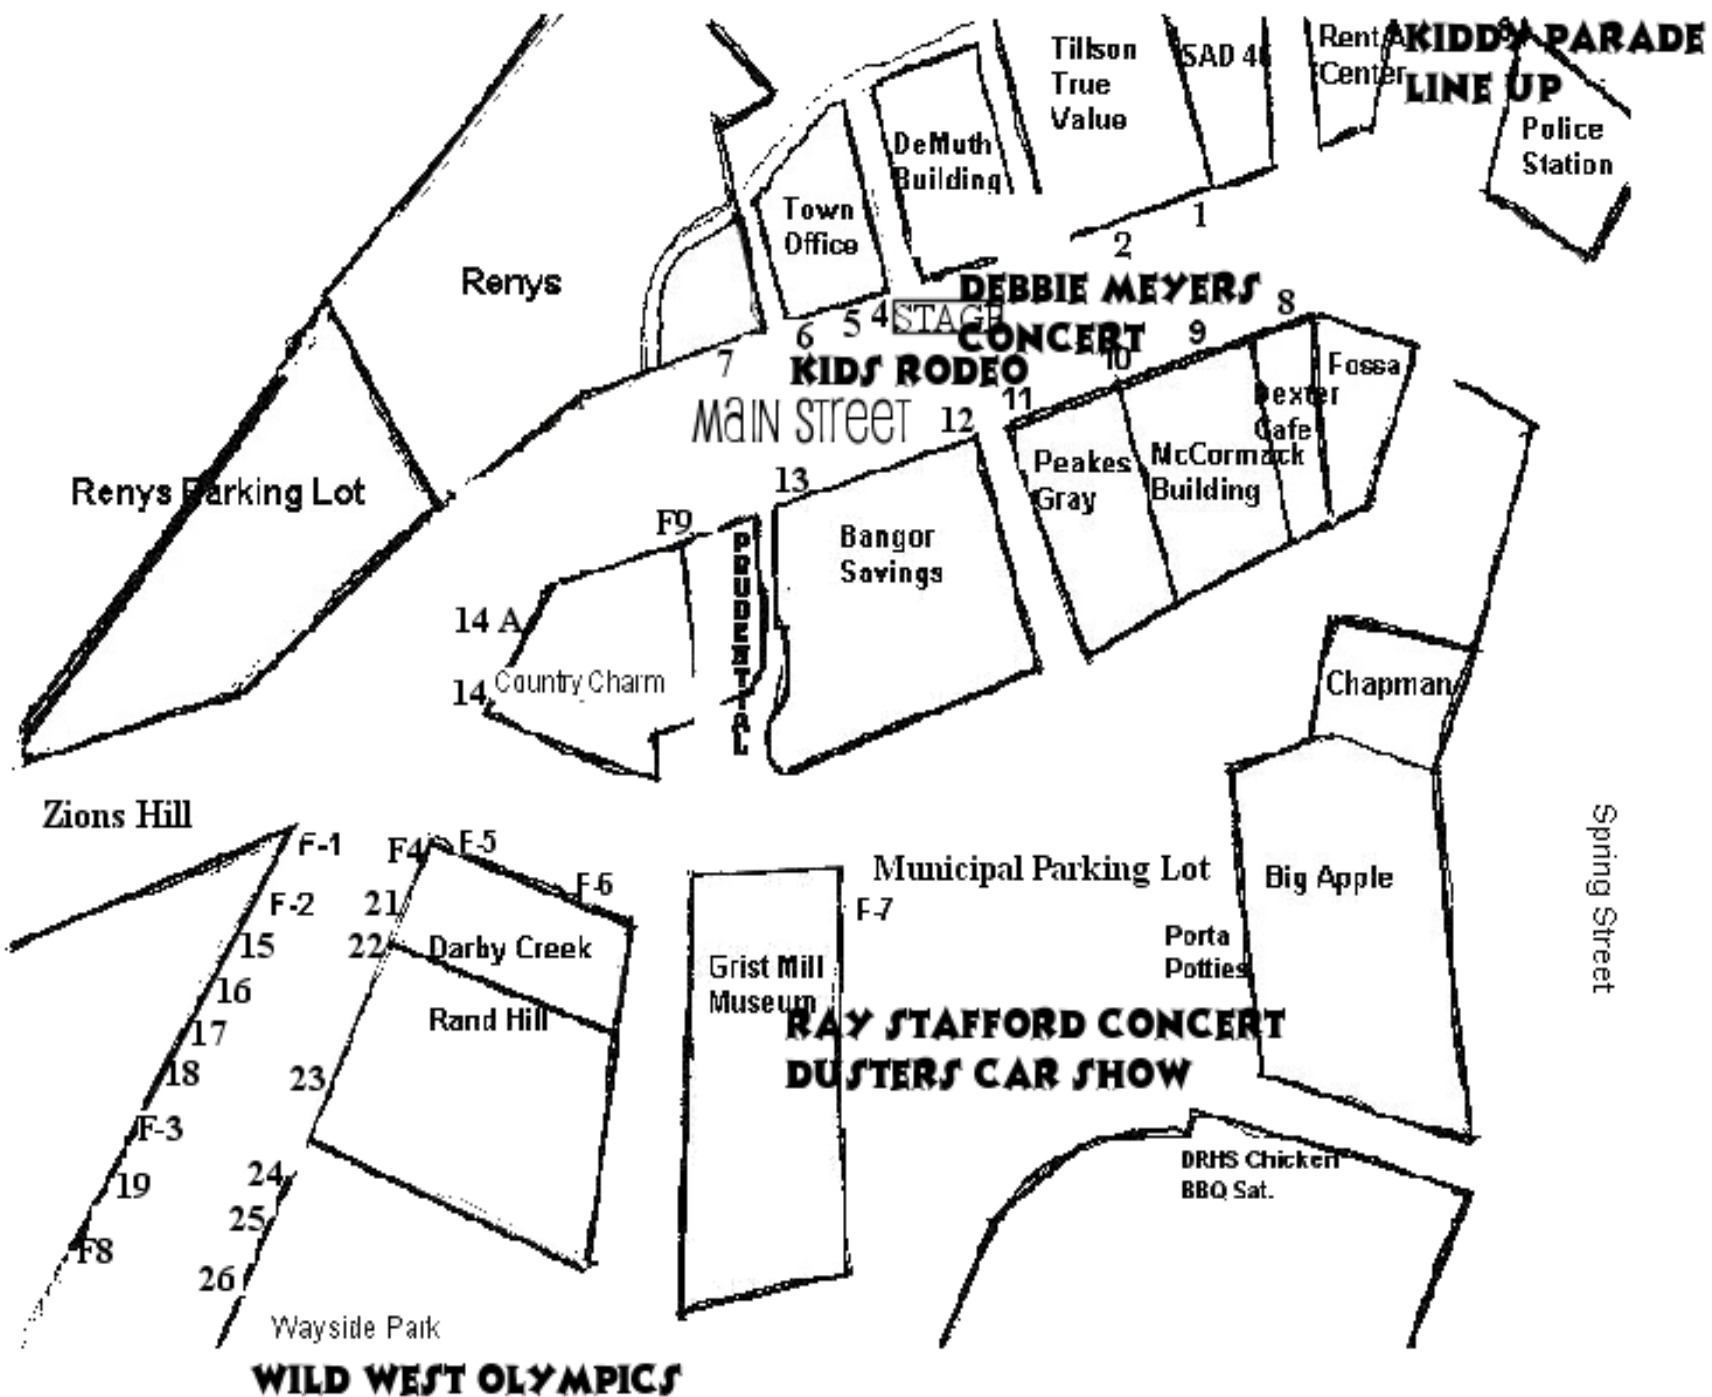 Tillson
True
Value
SAD 46
Rent A
Center
KIDDY PARADE
LINE UP
Police
Station
DeMuth
Building
Town
Office
1
2
Renys
DEBBIE MEYERS
CONCERT
STAGE
4
5
6
7
8
9
10
11
12
13
KIDS RODEO
MAIN STREET
Fossa
Dexter
Cafe
Peakes
Gray
McCormack
Building
Renys Parking Lot
F9
PRUDENTIAL
Bangor
Savings
14 A
14
Country Charm
Chapman
Zions Hill
F-1
F4
F-5
F-6
F-2
21
22
15
16
17
18
F-3
19
F8
23
24
25
26
Darby Creek
Rand Hill
Municipal Parking Lot
F-7
Big Apple
Spring Street
Porta
Potties
Grist Mill
Museum
RAY STAFFORD CONCERT
DUSTERS CAR SHOW
DRHS Chicken
BBQ Sat.
Wayside Park
WILD WEST OLYMPICS